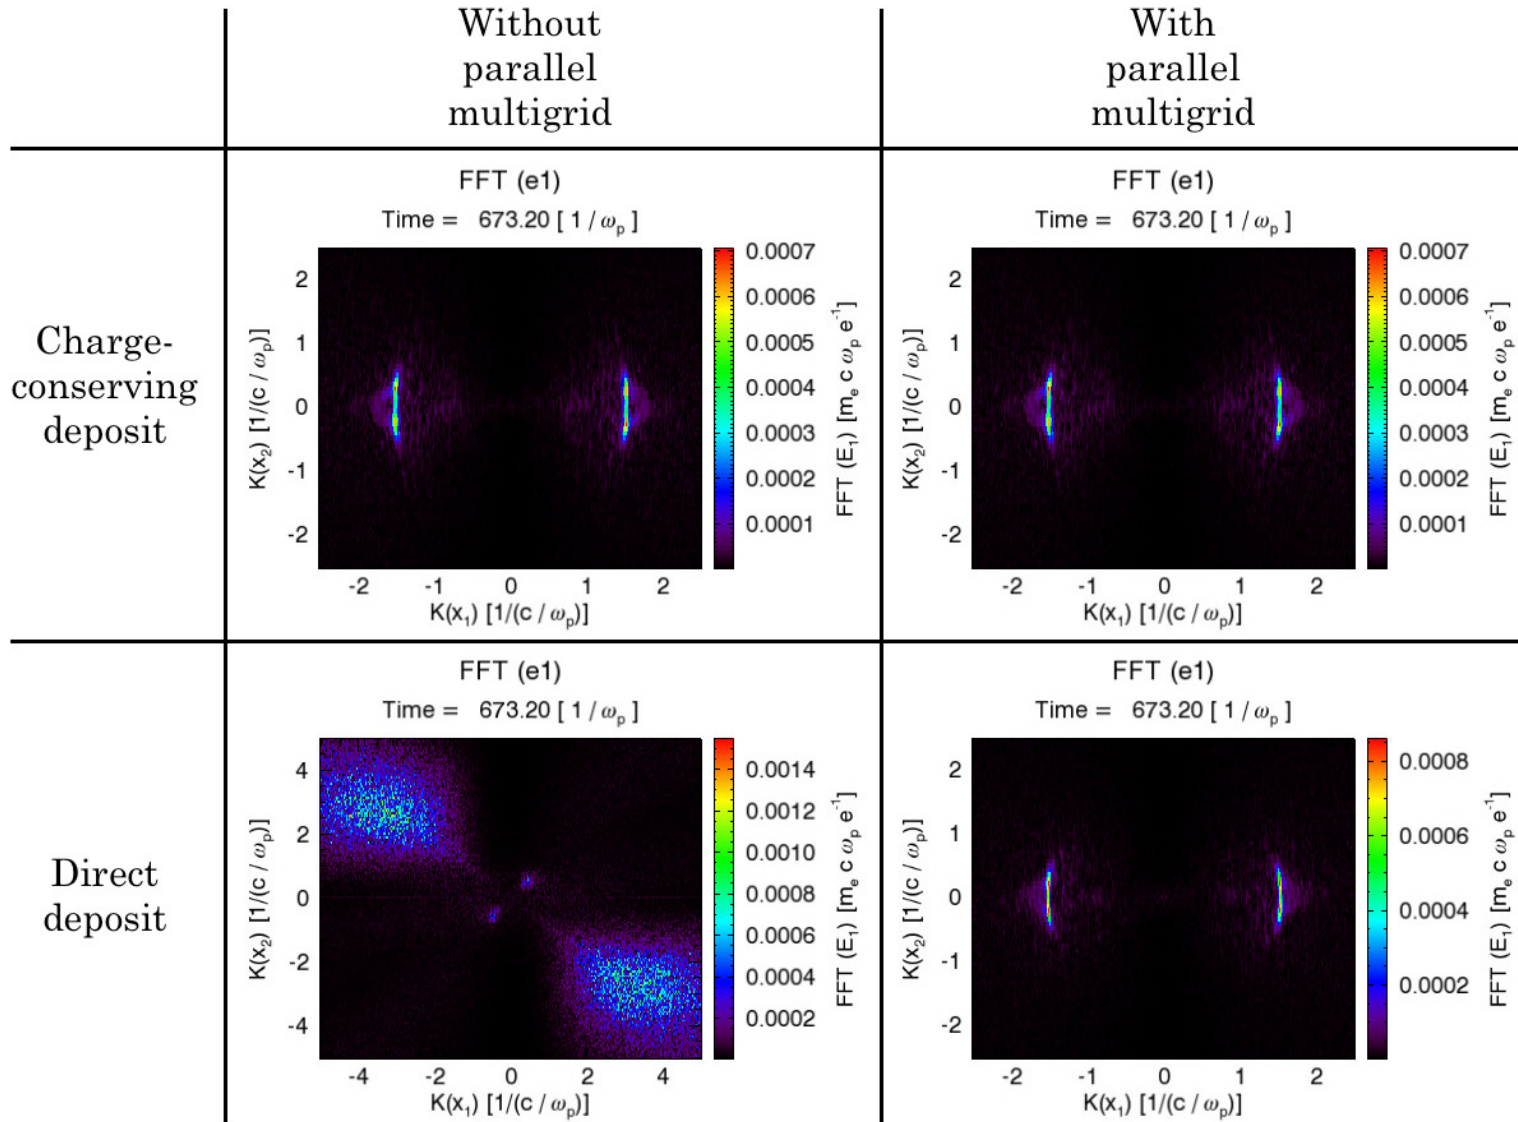 Without
parallel
multigrid
With
parallel
multigrid
Charge-
conserving
deposit
FFT (e1)
Time = 673.20 [ 1 / ωp ]
2
1
0
-1
-2
K(x2) [1/(c / ωp)]
-2 -1 0 1 2
K(x1) [1/(c / ωp)]
0.0007
0.0006
0.0005
0.0004
0.0003
0.0002
0.0001
FFT (E1) [me c ωp e-1]
FFT (e1)
Time = 673.20 [ 1 / ωp ]
2
1
0
-1
-2
K(x2) [1/(c / ωp)]
-2 -1 0 1 2
K(x1) [1/(c / ωp)]
0.0007
0.0006
0.0005
0.0004
0.0003
0.0002
0.0001
FFT (E1) [me c ωp e-1]
Direct
deposit
FFT (e1)
Time = 673.20 [ 1 / ωp ]
4
2
0
-2
-4
K(x2) [1/(c / ωp)]
-4 -2 0 2 4
K(x1) [1/(c / ωp)]
0.0014
0.0012
0.0010
0.0008
0.0006
0.0004
0.0002
FFT (E1) [me c ωp e-1]
FFT (e1)
Time = 673.20 [ 1 / ωp ]
2
1
0
-1
-2
K(x2) [1/(c / ωp)]
-2 -1 0 1 2
K(x1) [1/(c / ωp)]
0.0008
0.0006
0.0004
0.0002
FFT (E1) [me c ωp e-1]